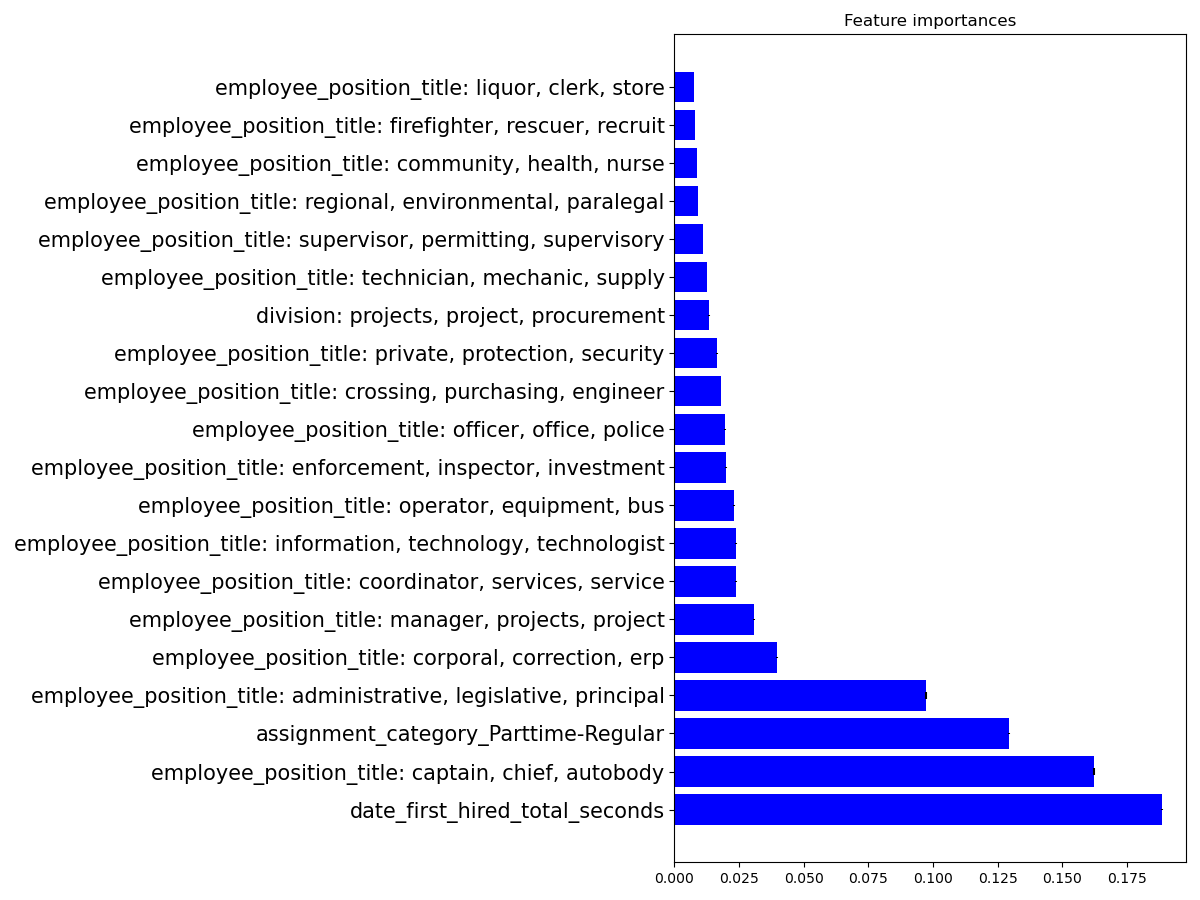 Feature importances
employee_position_title: liquor, clerk, store
employee_position_title: firefighter, rescuer, recruit
employee_position_title: community, health, nurse
employee_position_title: regional, environmental, paralegal
employee_position_title: supervisor, permitting, supervisory
employee_position_title: technician, mechanic, supply
division: projects, project, procurement
employee_position_title: private, protection, security
employee_position_title: crossing, purchasing, engineer
employee_position_title: officer, office, police
employee_position_title: enforcement, inspector, investment
employee_position_title: operator, equipment, bus
employee_position_title: information, technology, technologist
employee_position_title: coordinator, services, service
employee_position_title: manager, projects, project
employee_position_title: corporal, correction, erp
employee_position_title: administrative, legislative, principal
assignment_category_Parttime-Regular
employee_position_title: captain, chief, autobody
date_first_hired_total_seconds
0.000 0.025 0.050 0.075 0.100 0.125 0.150 0.175